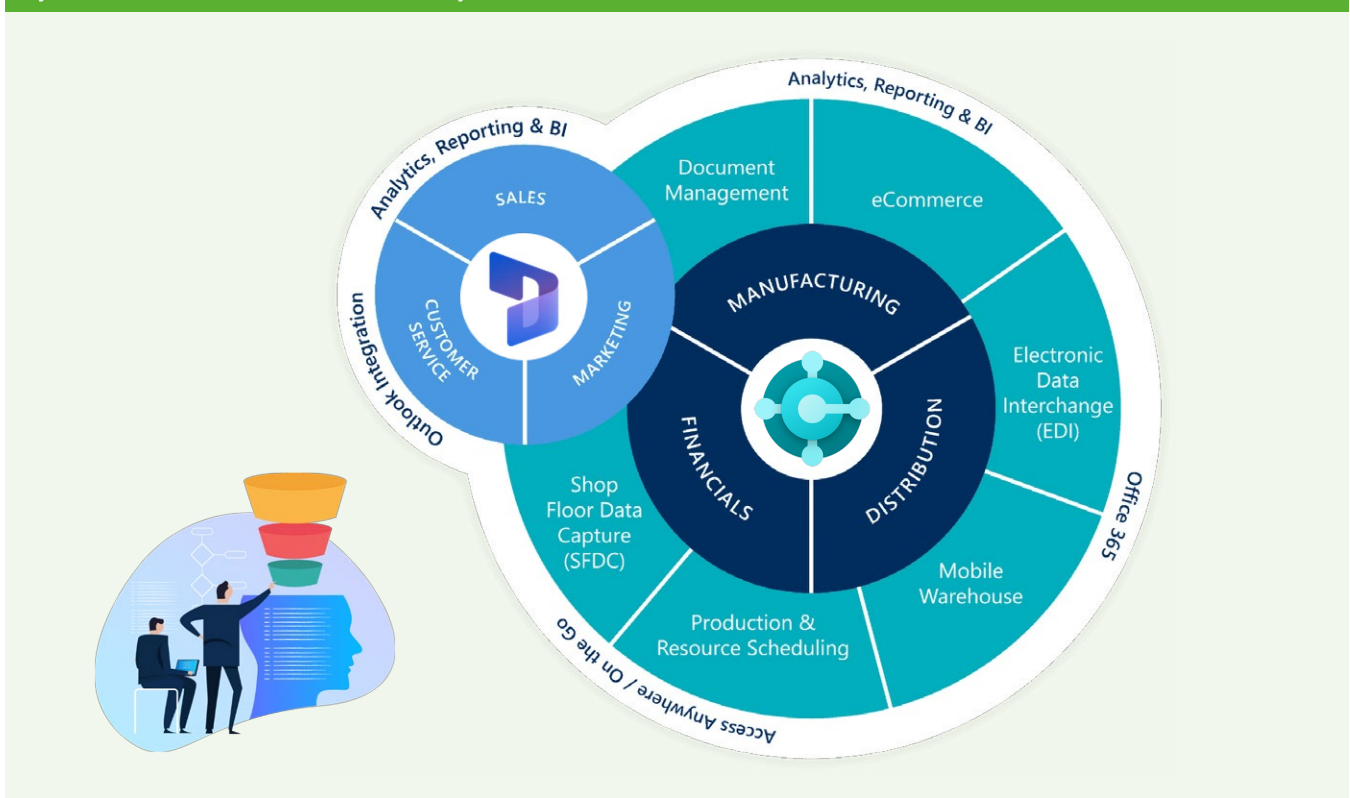 Analytics, Reporting & BI
SALES
CUSTOMER
SERVICE
MARKETING
Outlook Integration
Analytics, Reporting & BI
Document
Management
eCommerce
MANUFACTURING
FINANCIALS
DISTRIBUTION
Electronic
Data
Interchange
(EDI)
Office 365
Shop
Floor Data
Capture
(SFDC)
Mobile
Warehouse
Production &
Resource Scheduling
Access Anywhere / On the Go